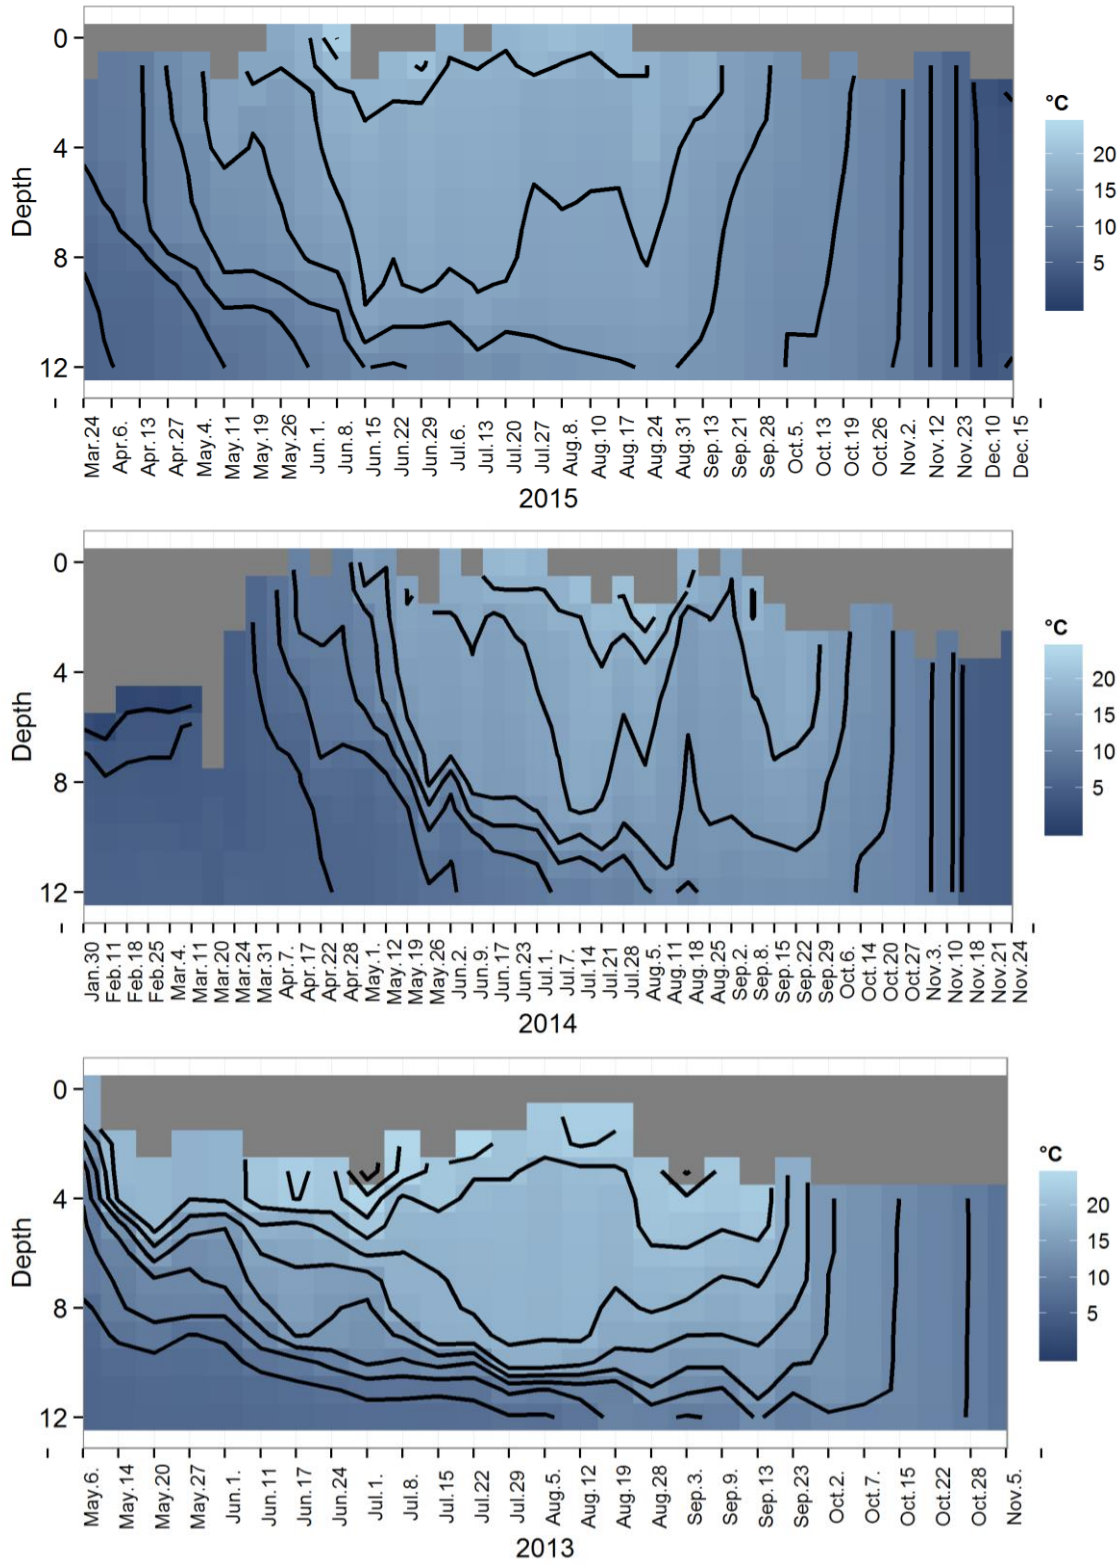 °C
0
4
8
12
Depth
20
15
10
5
Mar.24
Apr.6.
Apr.13
Apr.27
May.4.
May.11
May.19
May.26
Jun.1.
Jun.8.
Jun.15
Jun.22
Jun.29
Jul.6.
Jul.13
Jul.20
Jul.27
Aug.8.
Aug.10
Aug.17
Aug.24
Aug.31
Sep.13
Sep.21
Sep.28
Oct.5.
Oct.13
Oct.19
Oct.26
Nov.2.
Nov.12
Nov.23
Dec.10
Dec.15
2015
°C
0
4
8
12
Depth
20
15
10
5
Jan.30
Feb.11
Feb.18
Feb.25
Mar.4.
Mar.11
Mar.20
Mar.24
Mar.31
Apr.7.
Apr.17
Apr.22
Apr.28
May.1.
May.12
May.19
May.26
Jun.2.
Jun.9.
Jun.17
Jun.23
Jul.1.
Jul.7.
Jul.14
Jul.21
Jul.28
Aug.5.
Aug.11
Aug.18
Aug.25
Sep.2.
Sep.8.
Sep.15
Sep.22
Sep.29
Oct.6.
Oct.14
Oct.20
Oct.27
Nov.3.
Nov.10
Nov.18
Nov.21
Nov.24
2014
°C
0
4
8
12
Depth
20
15
10
5
May.6.
May.14
May.20
May.27
Jun.1.
Jun.11
Jun.17
Jun.24
Jul.1.
Jul.8.
Jul.15
Jul.22
Jul.29
Aug.5.
Aug.12
Aug.19
Aug.28
Sep.3.
Sep.9.
Sep.13
Sep.23
Oct.2.
Oct.7.
Oct.15
Oct.22
Oct.28
Nov.5.
2013